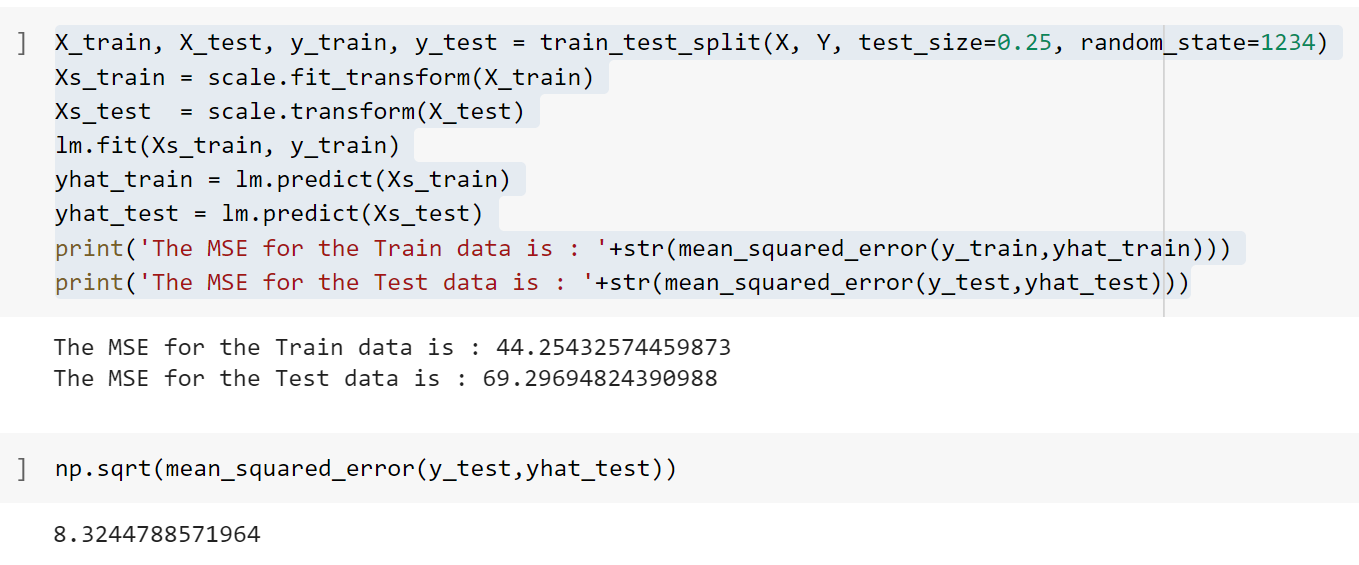 ] X_train, X_test, y_train, y_test = train_test_split(X, Y, test_size=0.25, random_state=1234)
Xs_train = scale.fit_transform(X_train)
Xs_test  = scale.transform(X_test)
lm.fit(Xs_train, y_train)
yhat_train = lm.predict(Xs_train)
yhat_test = lm.predict(Xs_test)
print('The MSE for the Train data is : '+str(mean_squared_error(y_train,yhat_train)))
print('The MSE for the Test data is : '+str(mean_squared_error(y_test,yhat_test)))
The MSE for the Train data is : 44.25432574459873
The MSE for the Test data is : 69.29694824390988
] np.sqrt(mean_squared_error(y_test,yhat_test))
8.3244788571964